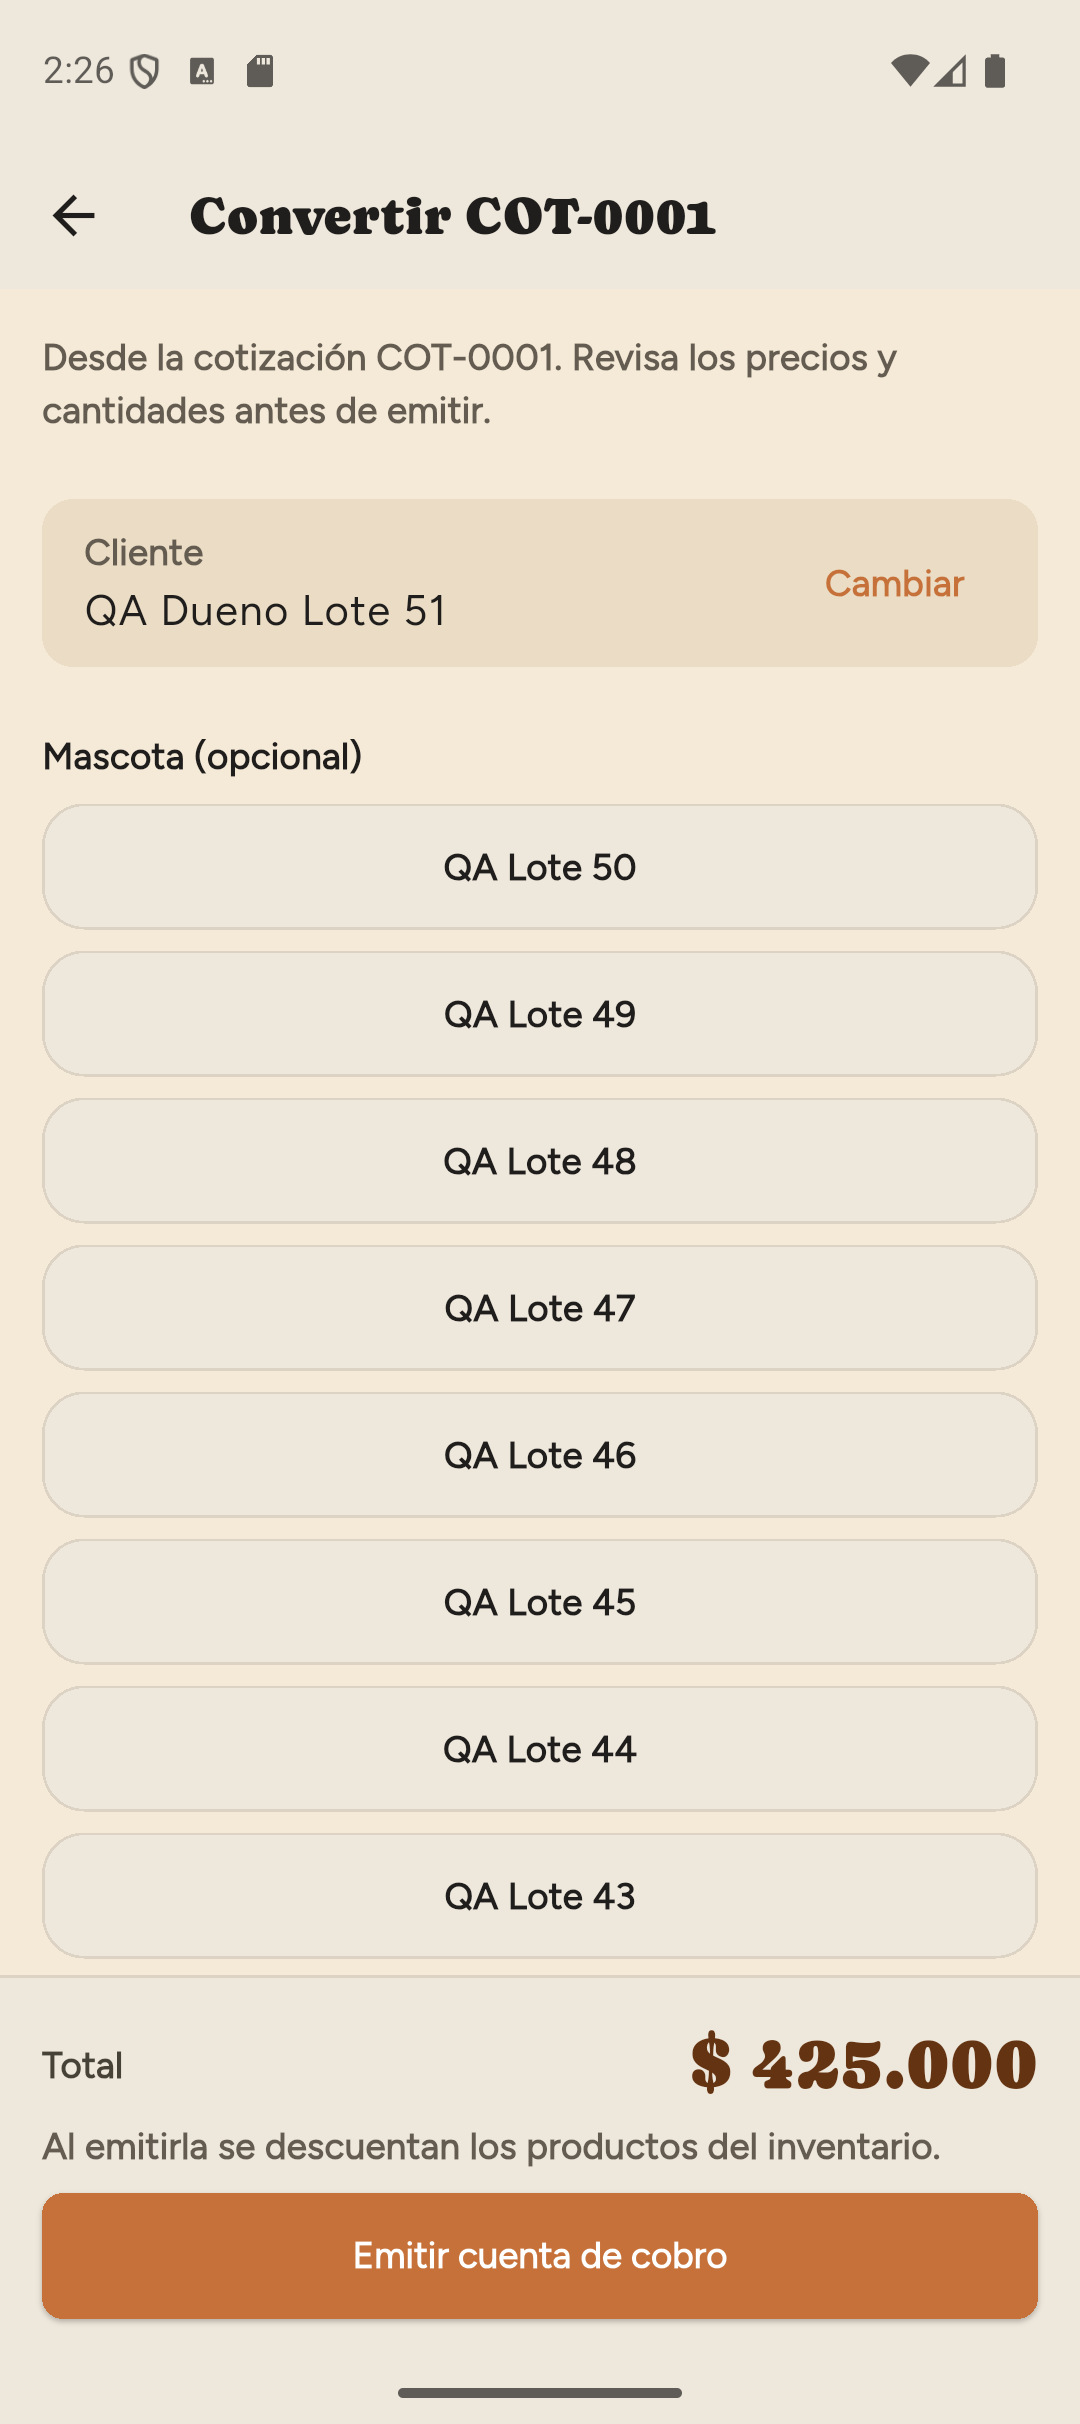 2:26
Convertir COT-0001
Desde la cotización COT-0001. Revisa los precios y
cantidades antes de emitir.
Cliente
QA Dueno Lote 51
Cambiar
Mascota (opcional)
QA Lote 50
QA Lote 49
QA Lote 48
QA Lote 47
QA Lote 46
QA Lote 45
QA Lote 44
QA Lote 43
Total
$ 425.000
Al emitirla se descuentan los productos del inventario.
Emitir cuenta de cobro